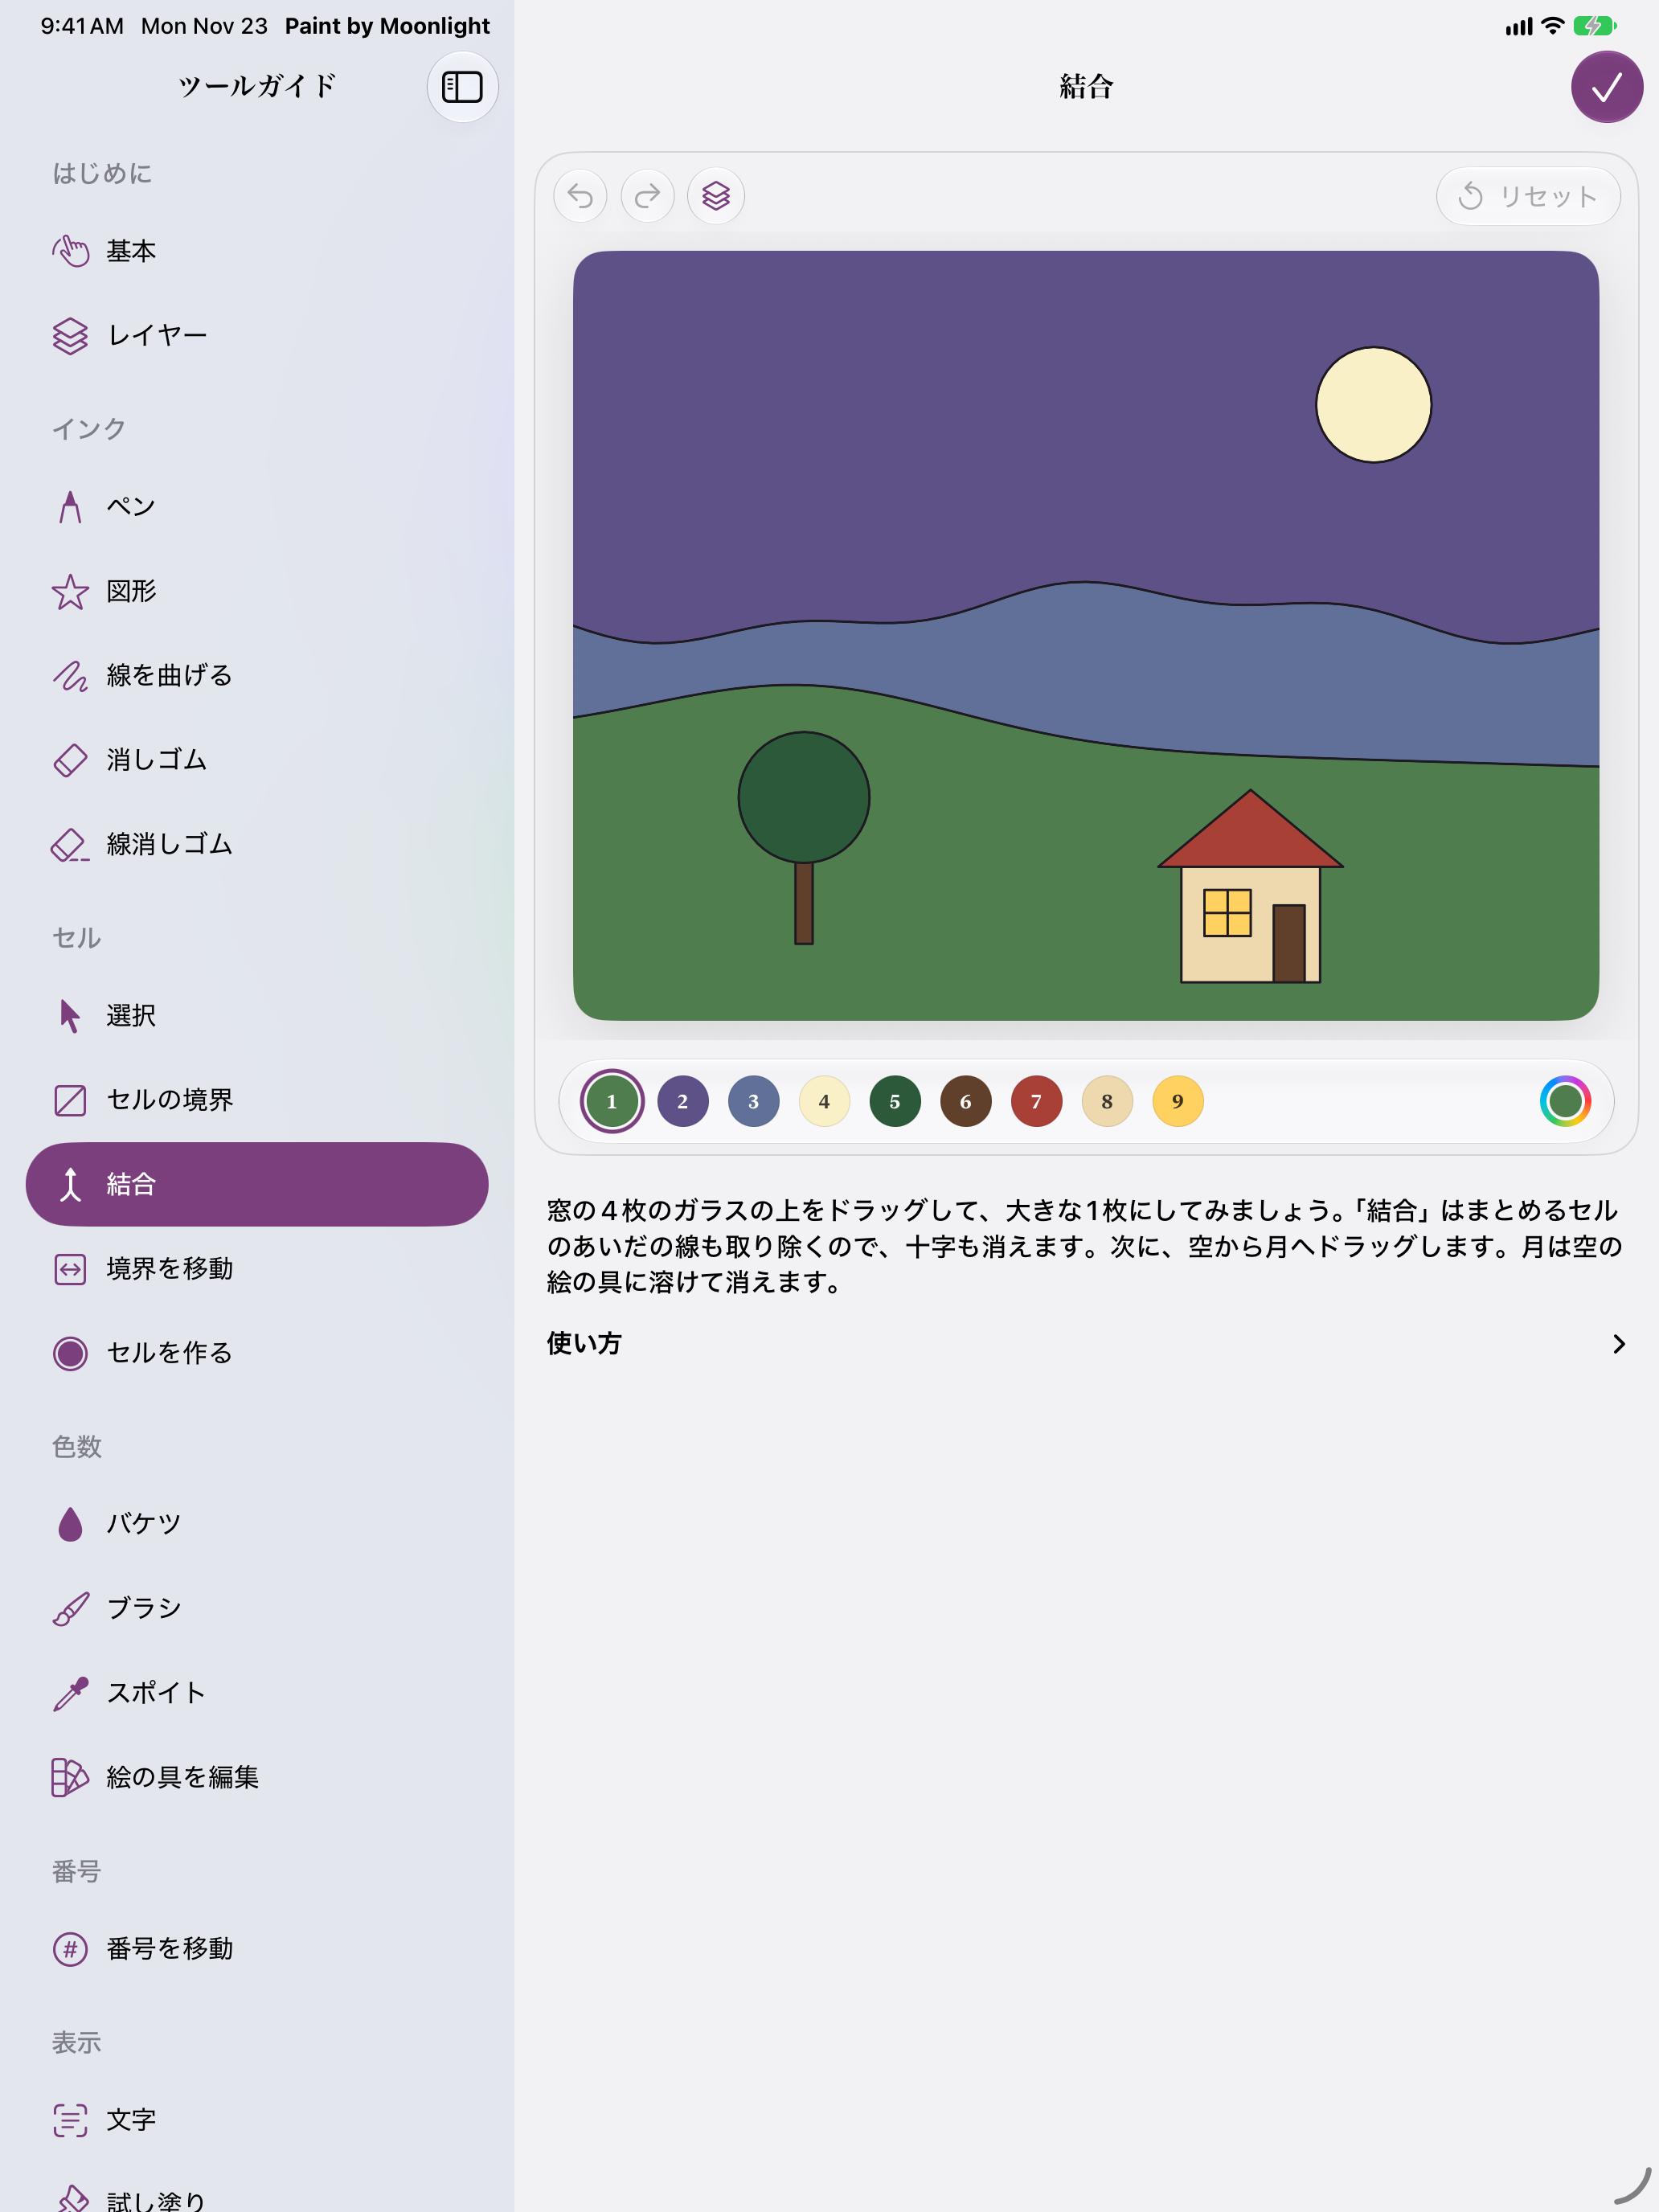 9:41 AM Mon Nov 23 Paint by Moonlight
ツールガイド
はじめに
基本
レイヤー
インク
ペン
図形
線を曲げる
消しゴム
線消しゴム
セル
選択
セルの境界
結合
境界を移動
セルを作る
色数
バケツ
ブラシ
スポイト
絵の具を編集
番号
# 番号を移動
表示
文字
試し塗り
結合
リセット
1 2 3 4 5 6 7 8 9
窓の4枚のガラスの上をドラッグして、大きな1枚にしてみましょう。「結合」はまとめるセル
のあいだの線も取り除くので、十字も消えます。次に、空から月へドラッグします。月は空の
絵の具に溶けて消えます。
使い方